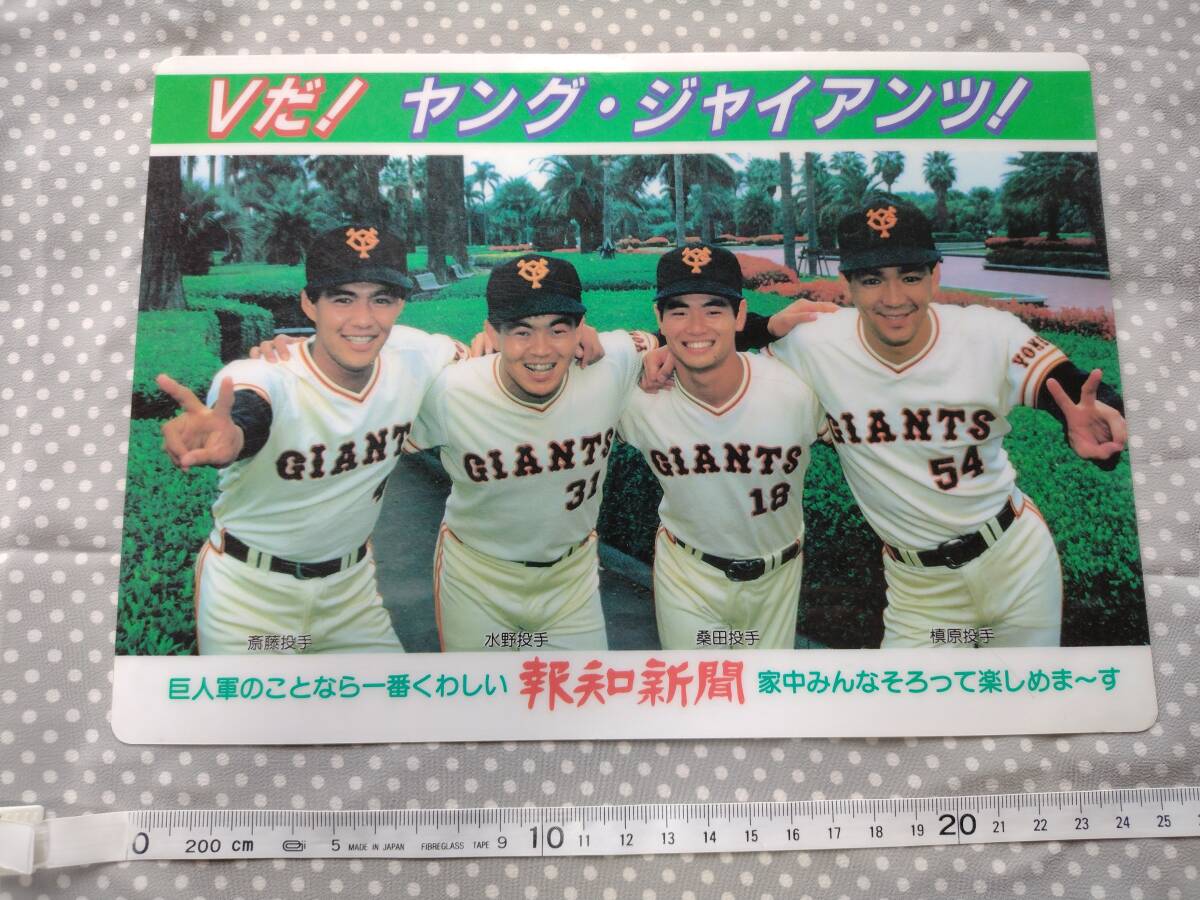 Vだ! ヤング・ジャイアンツ!
GIANT
4
GIANTS
31
GIANTS
18
GIANTS
54
斎藤投手 水野投手 桑田投手 槙原投手
巨人軍のことなら一番くわしい 報知新聞 家中みんなそろって楽しめま〜す
0 200 cm 5 MADE IN JAPAN FIBREGLASS TAPE 9 10 11 12 13 14 15 16 17 18 19 20 21 22 23 24 25